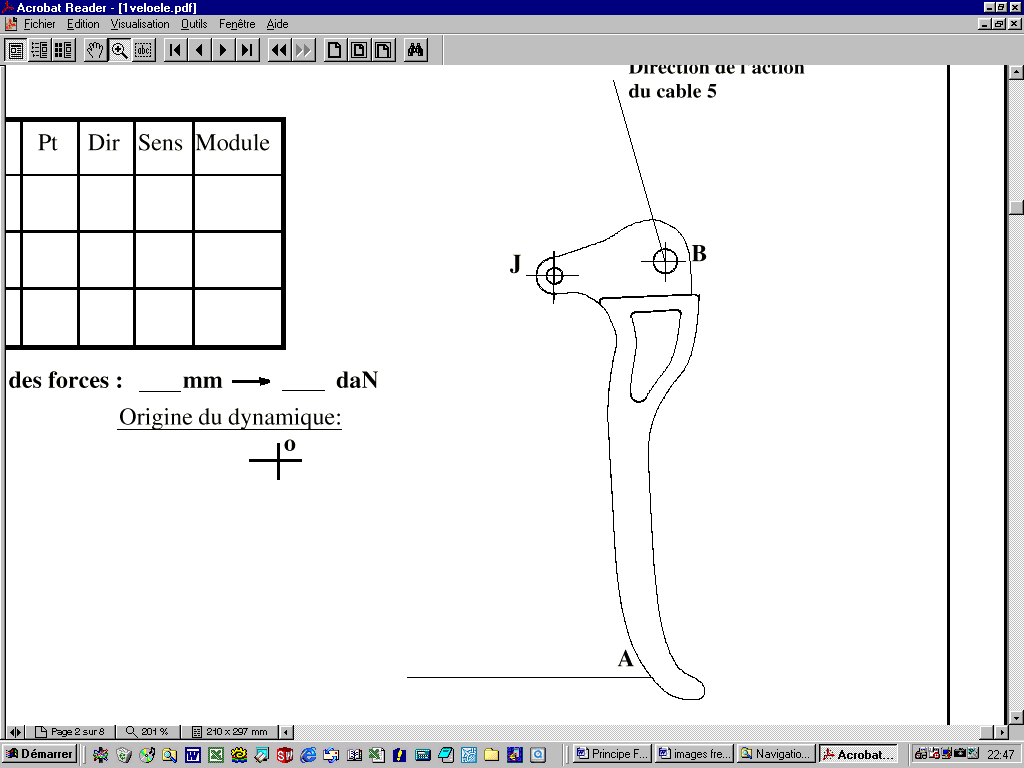 Acrobat Reader - [1veloele.pdf]
Fichier Edition Visualisation Outils Fenêtre Aide
Direction de l'action
du cable 5
Pt Dir Sens Module
J
B
des forces : ____mm → ____ daN
Origine du dynamique:
o
A
Page 2 sur 8 201 % 210 x 297 mm
Démarrer Principe F... images fre... Navigatio... Acrobat... 22:47